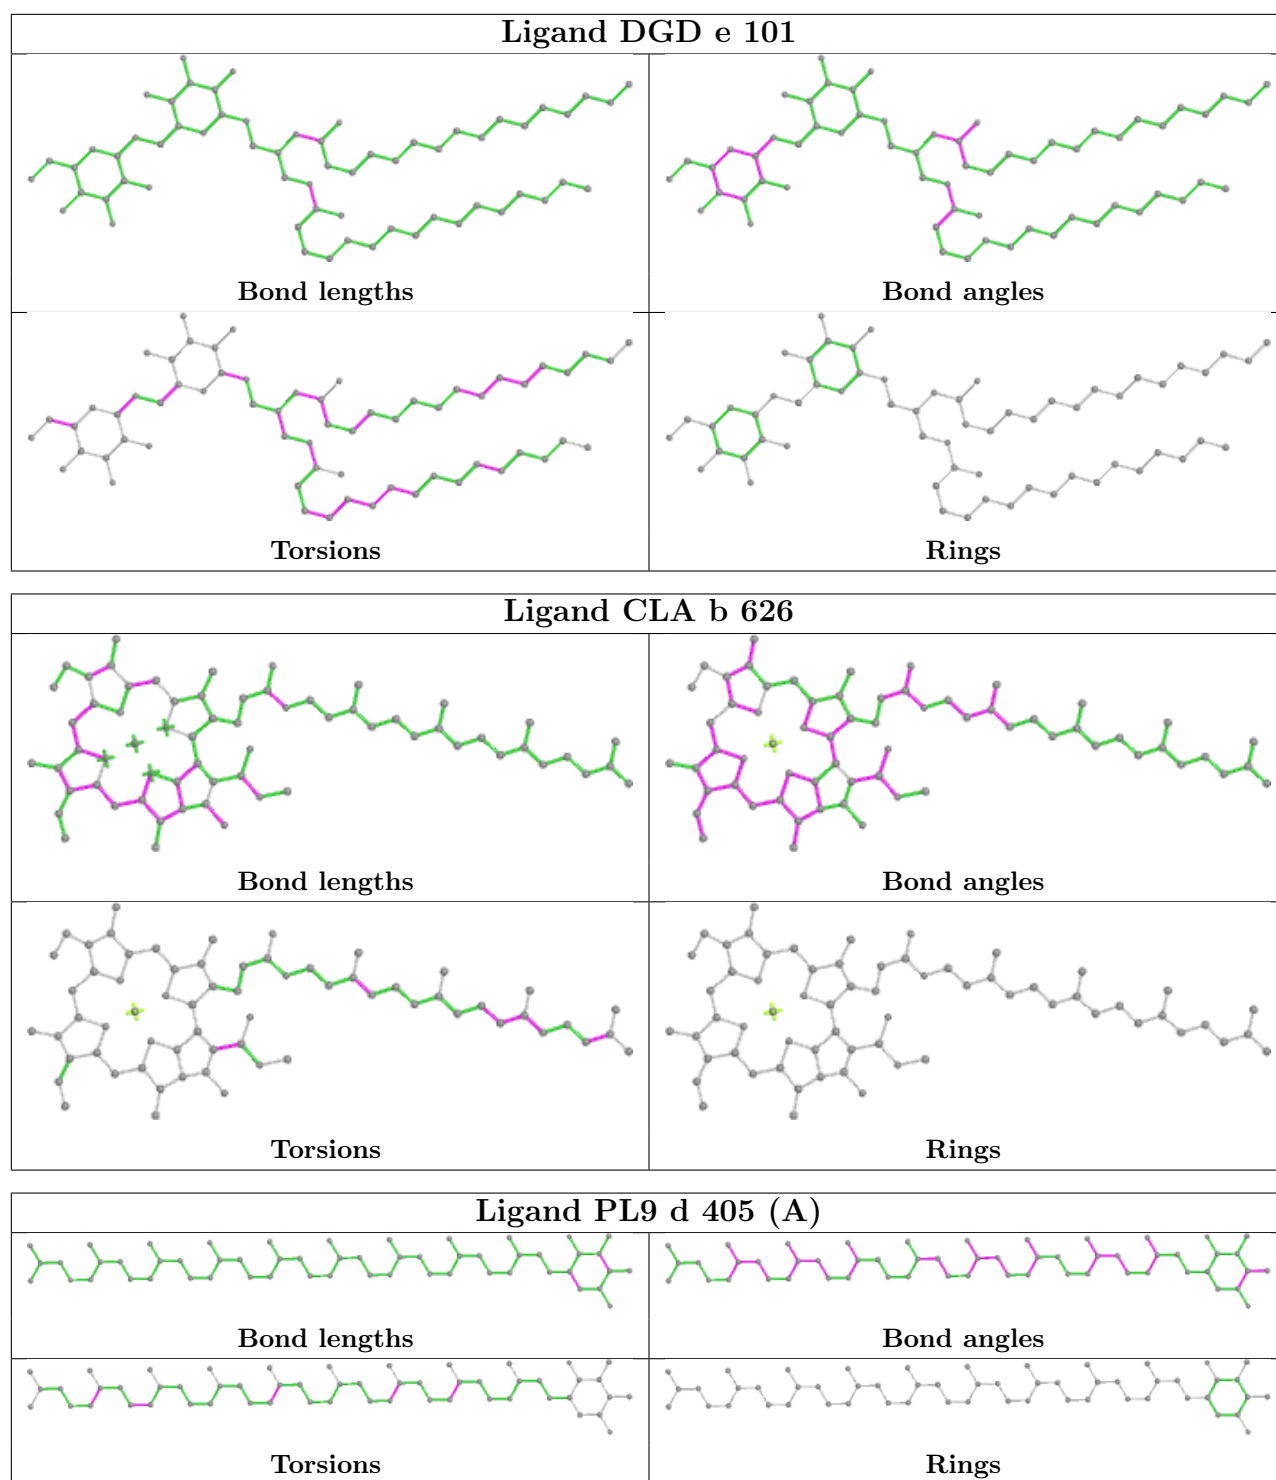 Ligand DGD e 101
Bond lengths
Bond angles
Torsions
Rings
Ligand CLA b 626
Bond lengths
Bond angles
Torsions
Rings
Ligand PL9 d 405 (A)
Bond lengths
Bond angles
Torsions
Rings